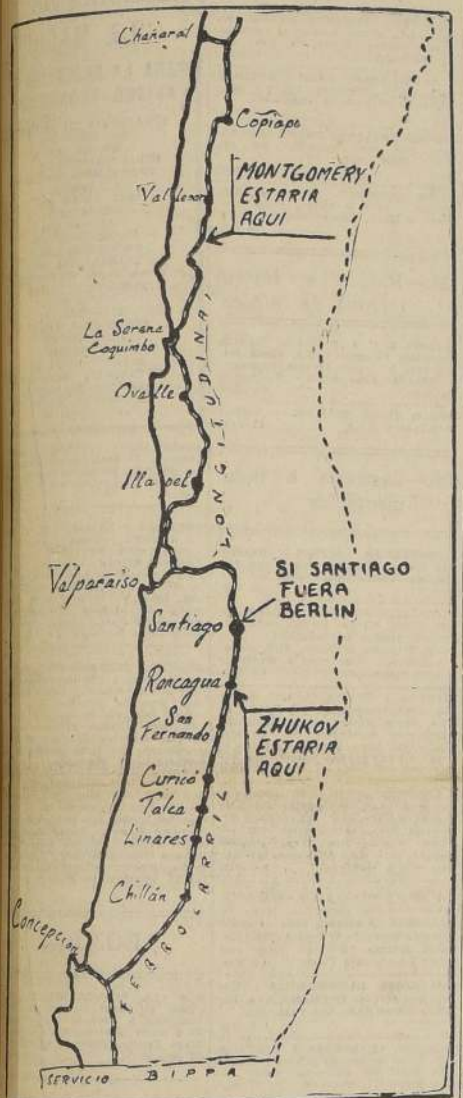 Chañaral
Copiapo
MONTGOMERY
ESTARIA
AQUI
Vallenar
La Serena
Coquimbo
Ovalle
LONGITUDINAL
Illapel
Valparaiso
SI SANTIAGO
FUERA
BERLIN
Santiago
Rancagua
San
Fernando
ZHUKOV
ESTARIA
AQUI
Curicó
Talca
Linares
Chillán
Concepcion
FERROCARRIL
SERVICIO BIPPA